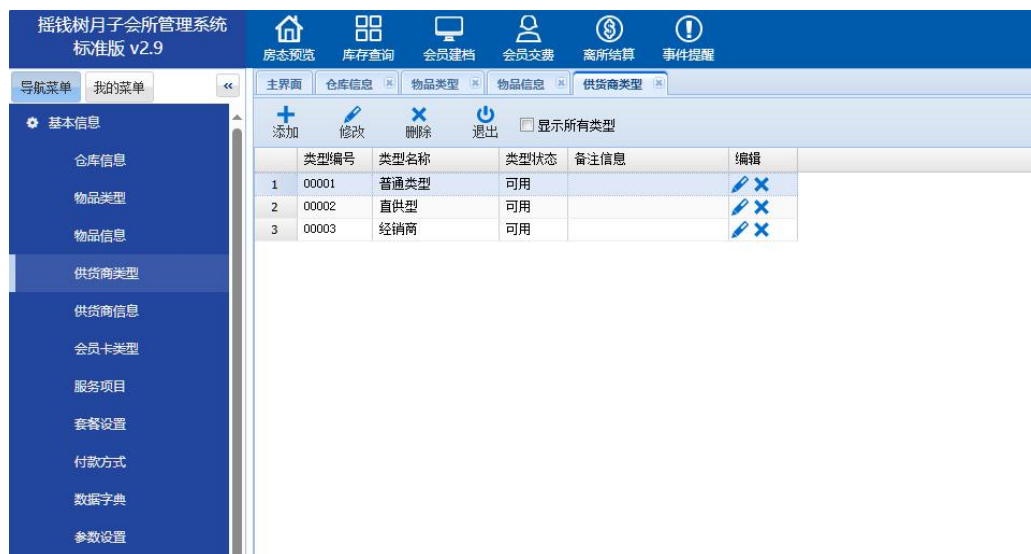 摇钱树月子会所管理系统
标准版 v2.9
房态预览 库存查询 会员建档 会员交费 离所结算 事件提醒
导航菜单 我的菜单 «
主界面 仓库信息 物品类型 物品信息 供货商类型
添加 修改 删除 退出 显示所有类型
基本信息
仓库信息
物品类型
物品信息
供货商类型
供货商信息
会员卡类型
服务项目
套餐设置
付款方式
数据字典
参数设置
类型编号 类型名称 类型状态 备注信息 编辑
1 00001 普通类型 可用
2 00002 直供型 可用
3 00003 经销商 可用